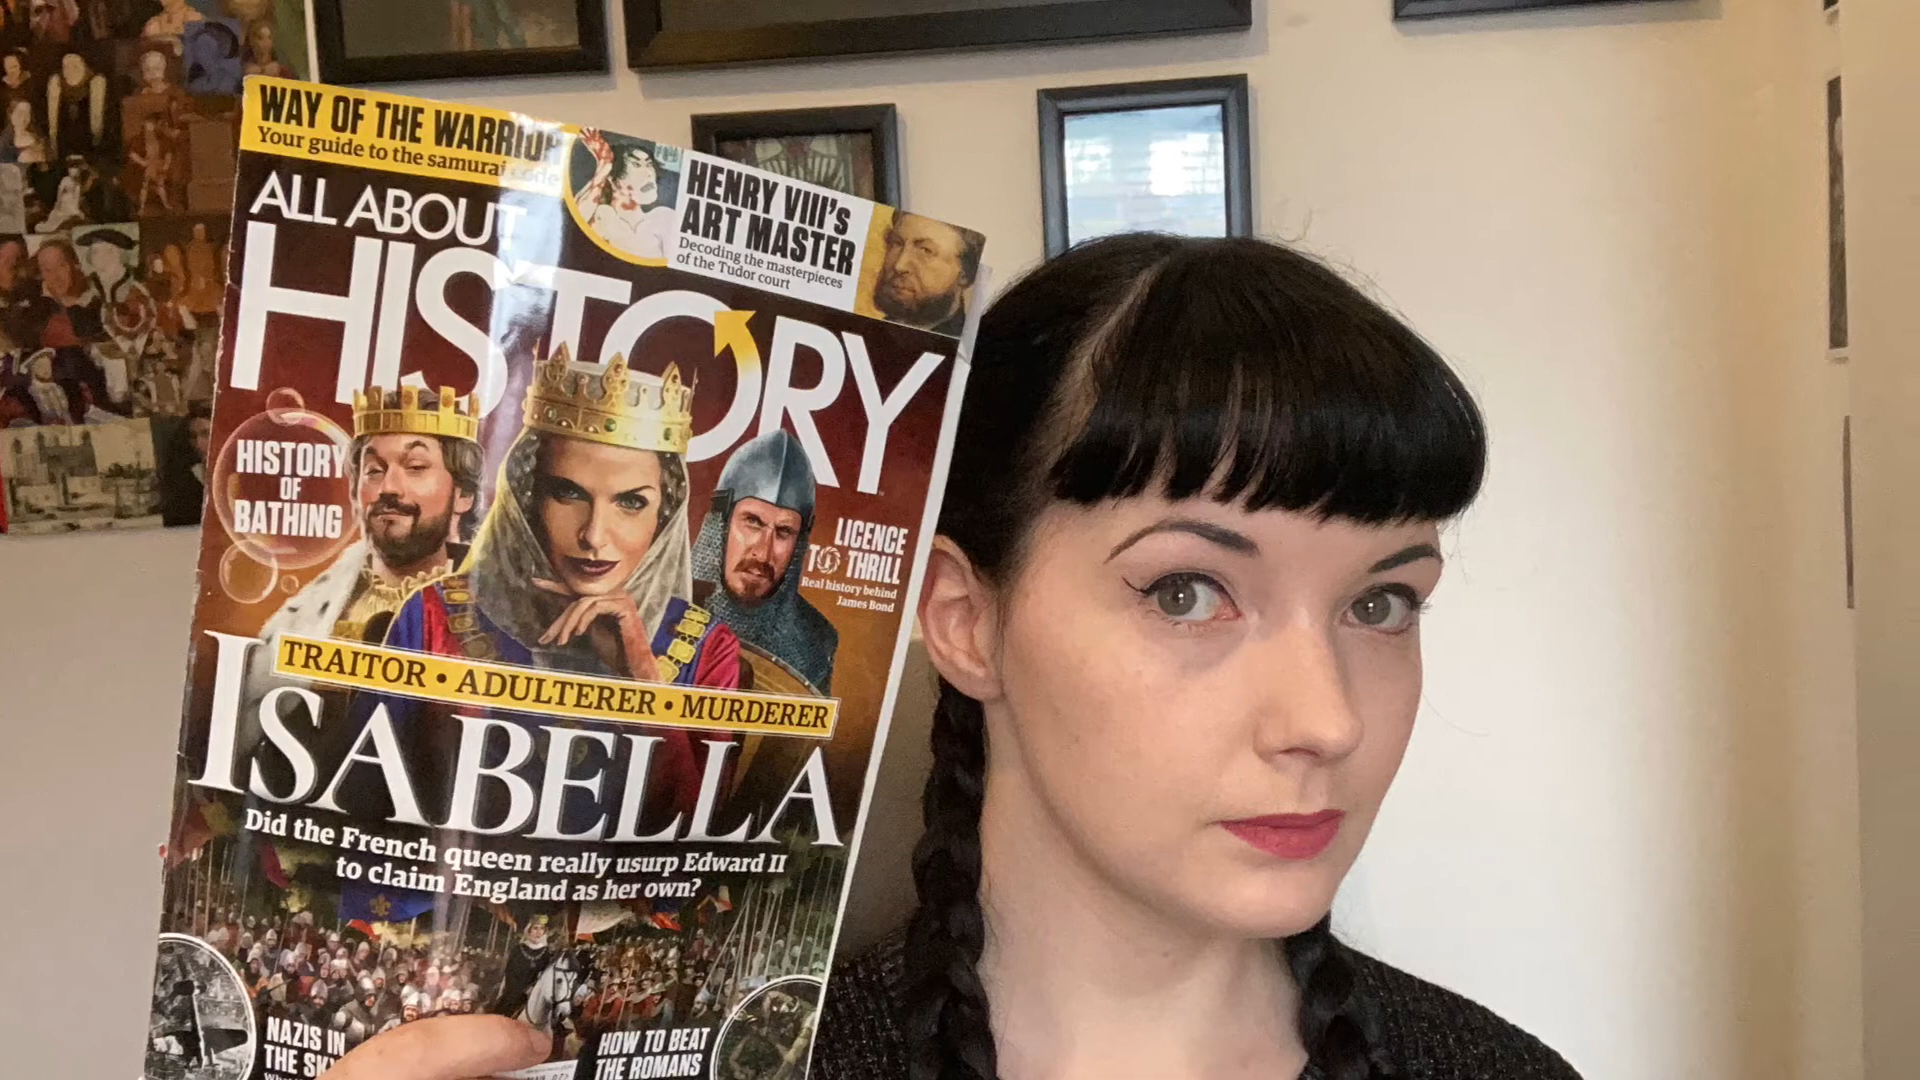 WAY OF THE WARRIOR
Your guide to the samurai code
HENRY VIII's
ART MASTER
Decoding the masterpieces
of the Tudor court
ALL ABOUT
HISTORY
HISTORY
OF
BATHING
LICENCE
TO THRILL
Real history behind
James Bond
TRAITOR • ADULTERER • MURDERER
ISABELLA
Did the French queen really usurp Edward II
to claim England as her own?
NAZIS IN
THE SK
HOW TO BEAT
THE ROMANS